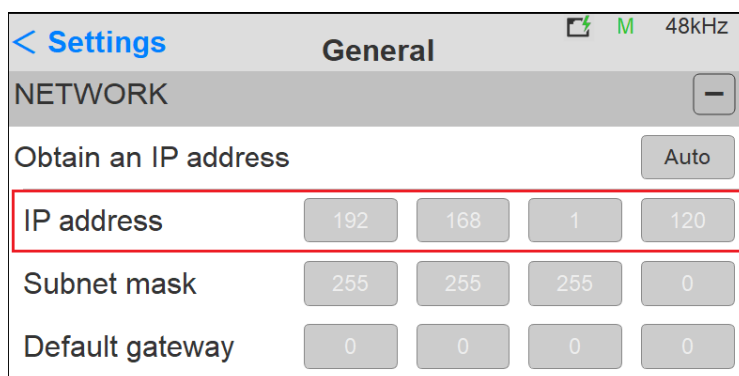 < Settings General M 48kHz
NETWORK −
Obtain an IP address Auto
IP address 192 168 1 120
Subnet mask 255 255 255 0
Default gateway 0 0 0 0